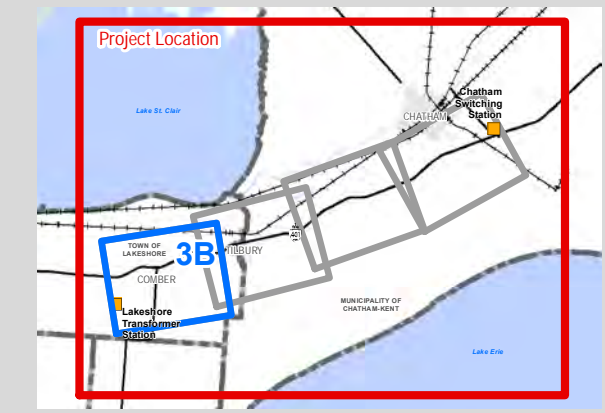 Project Location
Lake St. Clair
Chatham
Switching
Station
CHATHAM
401
TOWN OF
LAKESHORE
3B
TILBURY
COMBER
MUNICIPALITY OF
CHATHAM-KENT
Lakeshore
Transformer
Station
Lake Erie